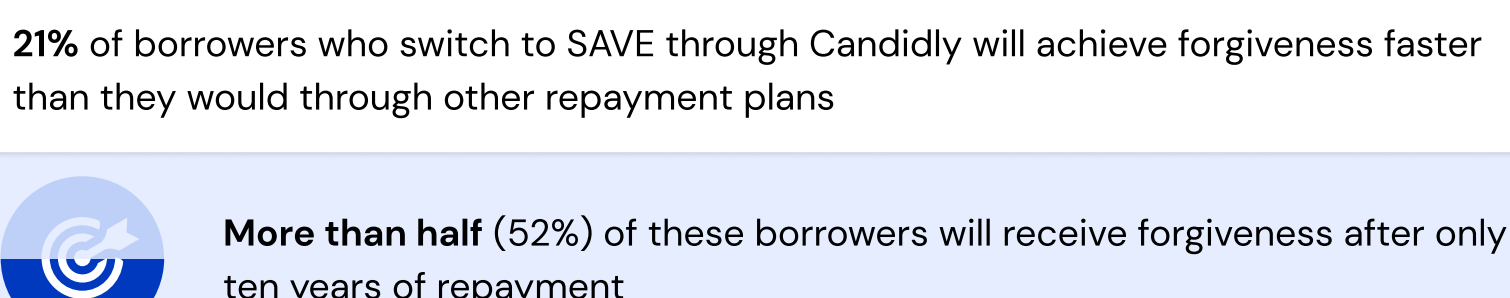 21% of borrowers who switch to SAVE through Candidly will achieve forgiveness faster
than they would through other repayment plans
More than half (52%) of these borrowers will receive forgiveness after only
ten years of repayment